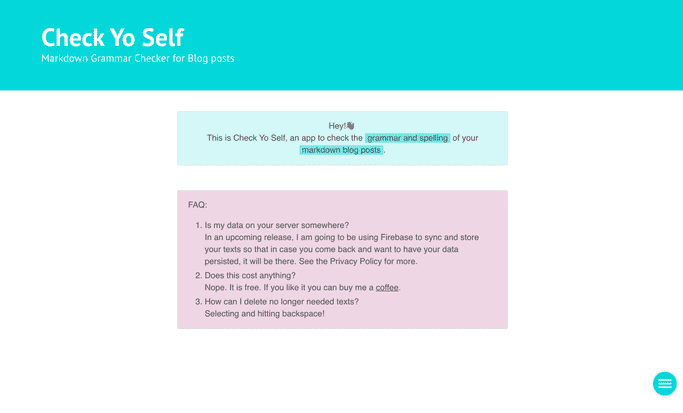 Check Yo Self
Markdown Grammar Checker for Blog posts
Hey!👋🏿
This is Check Yo Self, an app to check the grammar and spelling of your
markdown blog posts.
FAQ:
1. Is my data on your server somewhere?
In an upcoming release, I am going to be using Firebase to sync and store
your texts so that in case you come back and want to have your data
persisted, it will be there. See the Privacy Policy for more.
2. Does this cost anything?
Nope. It is free. If you like it you can buy me a coffee.
3. How can I delete no longer needed texts?
Selecting and hitting backspace!